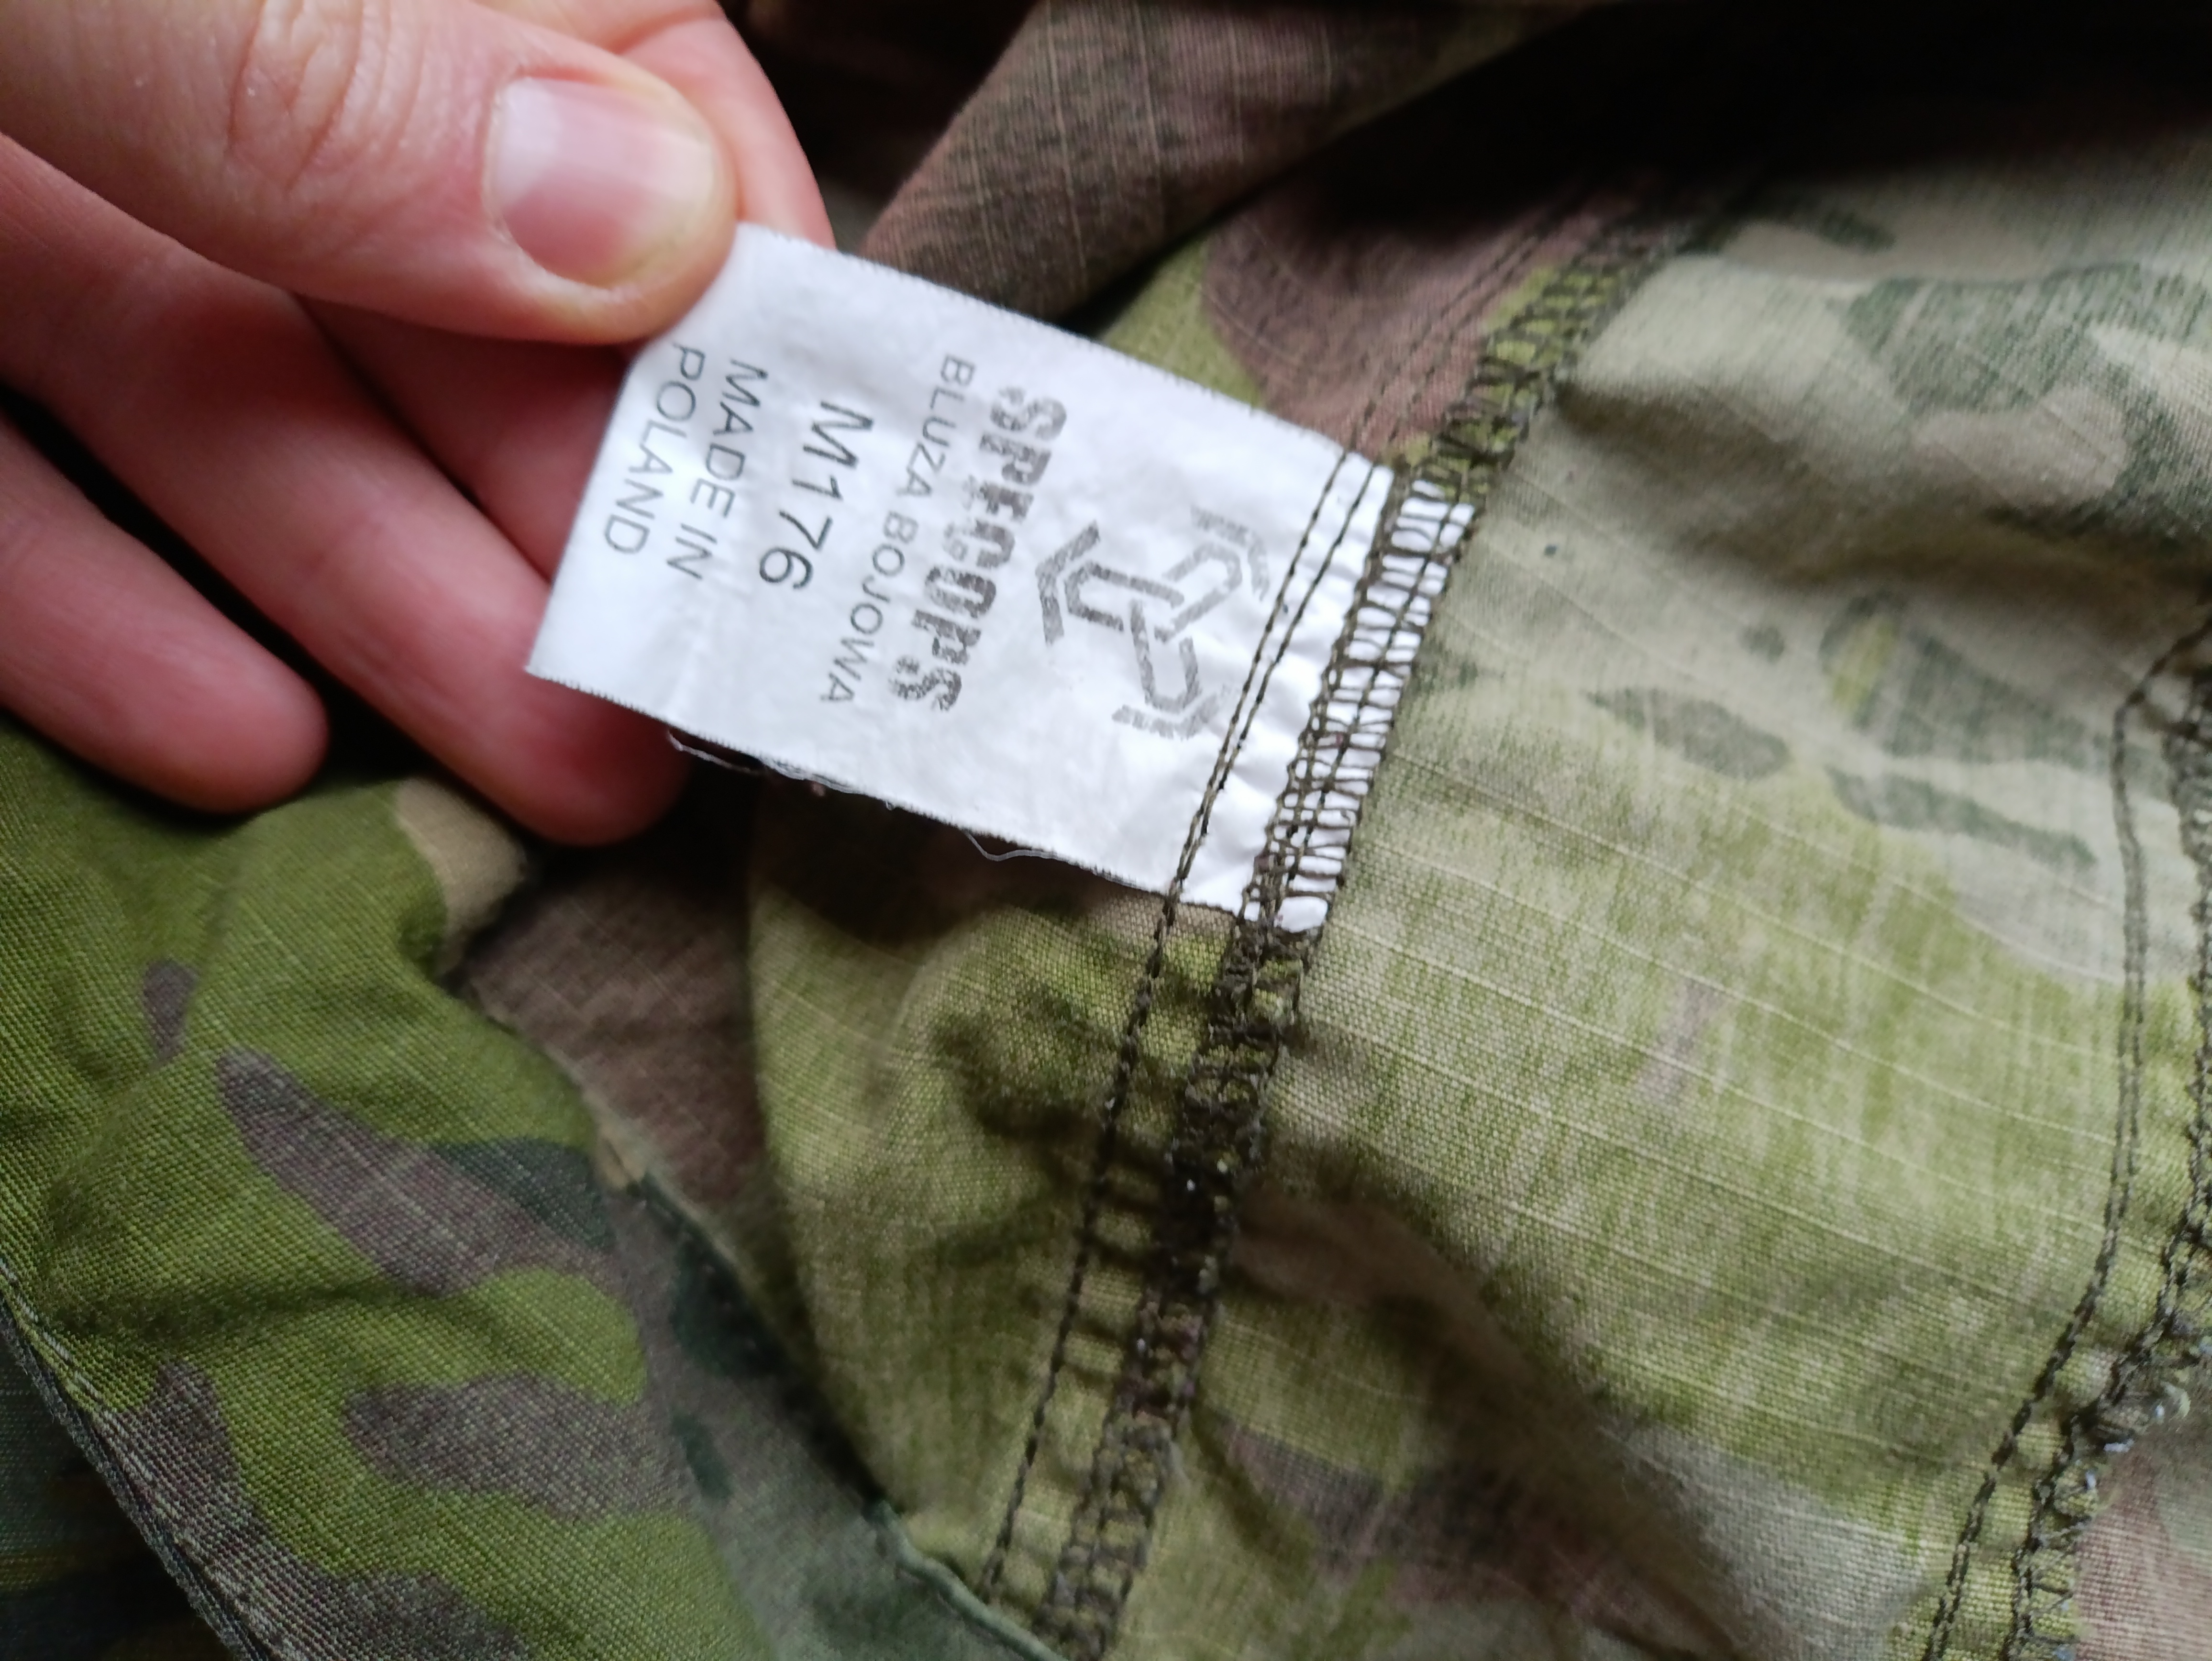 SPECOPS
BLUZA BOJOWA
M176
MADE IN
POLAND